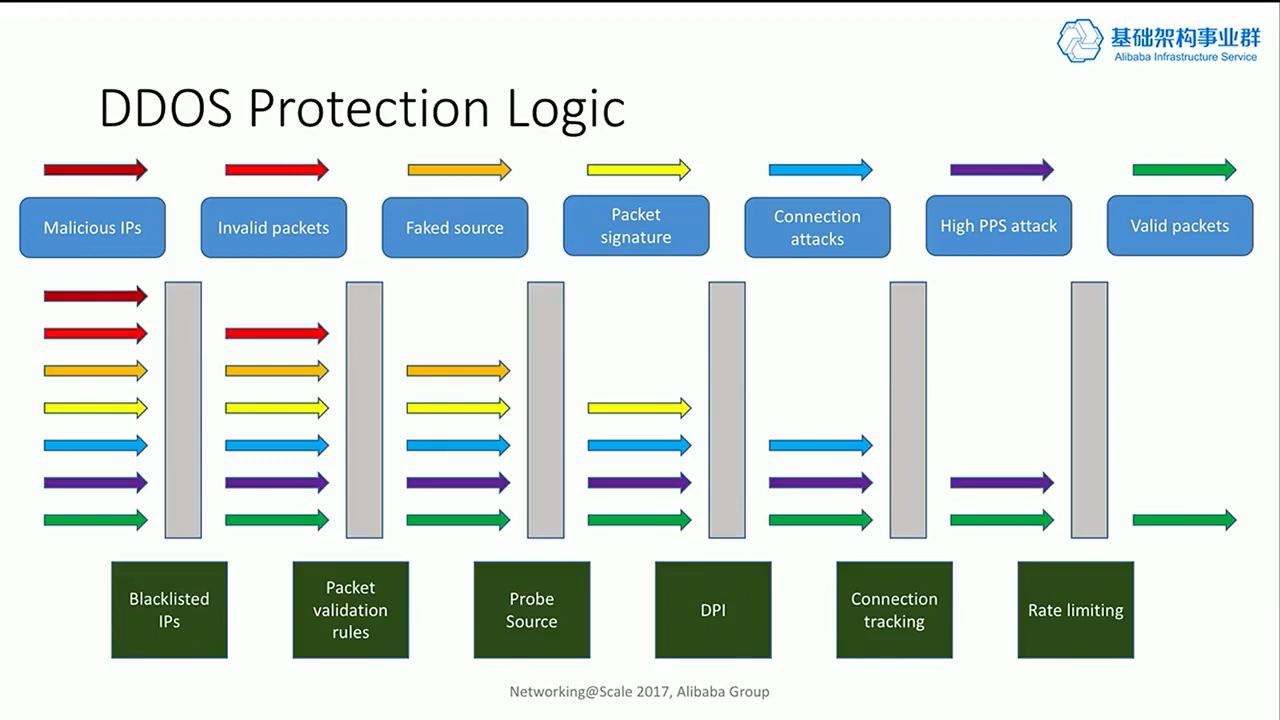 基础架构事业群
Alibaba Infrastructure Service
DDOS Protection Logic
Malicious IPs
Invalid packets
Faked source
Packet
signature
Connection
attacks
High PPS attack
Valid packets
Blacklisted
IPs
Packet
validation
rules
Probe
Source
DPI
Connection
tracking
Rate limiting
Networking@Scale 2017, Alibaba Group